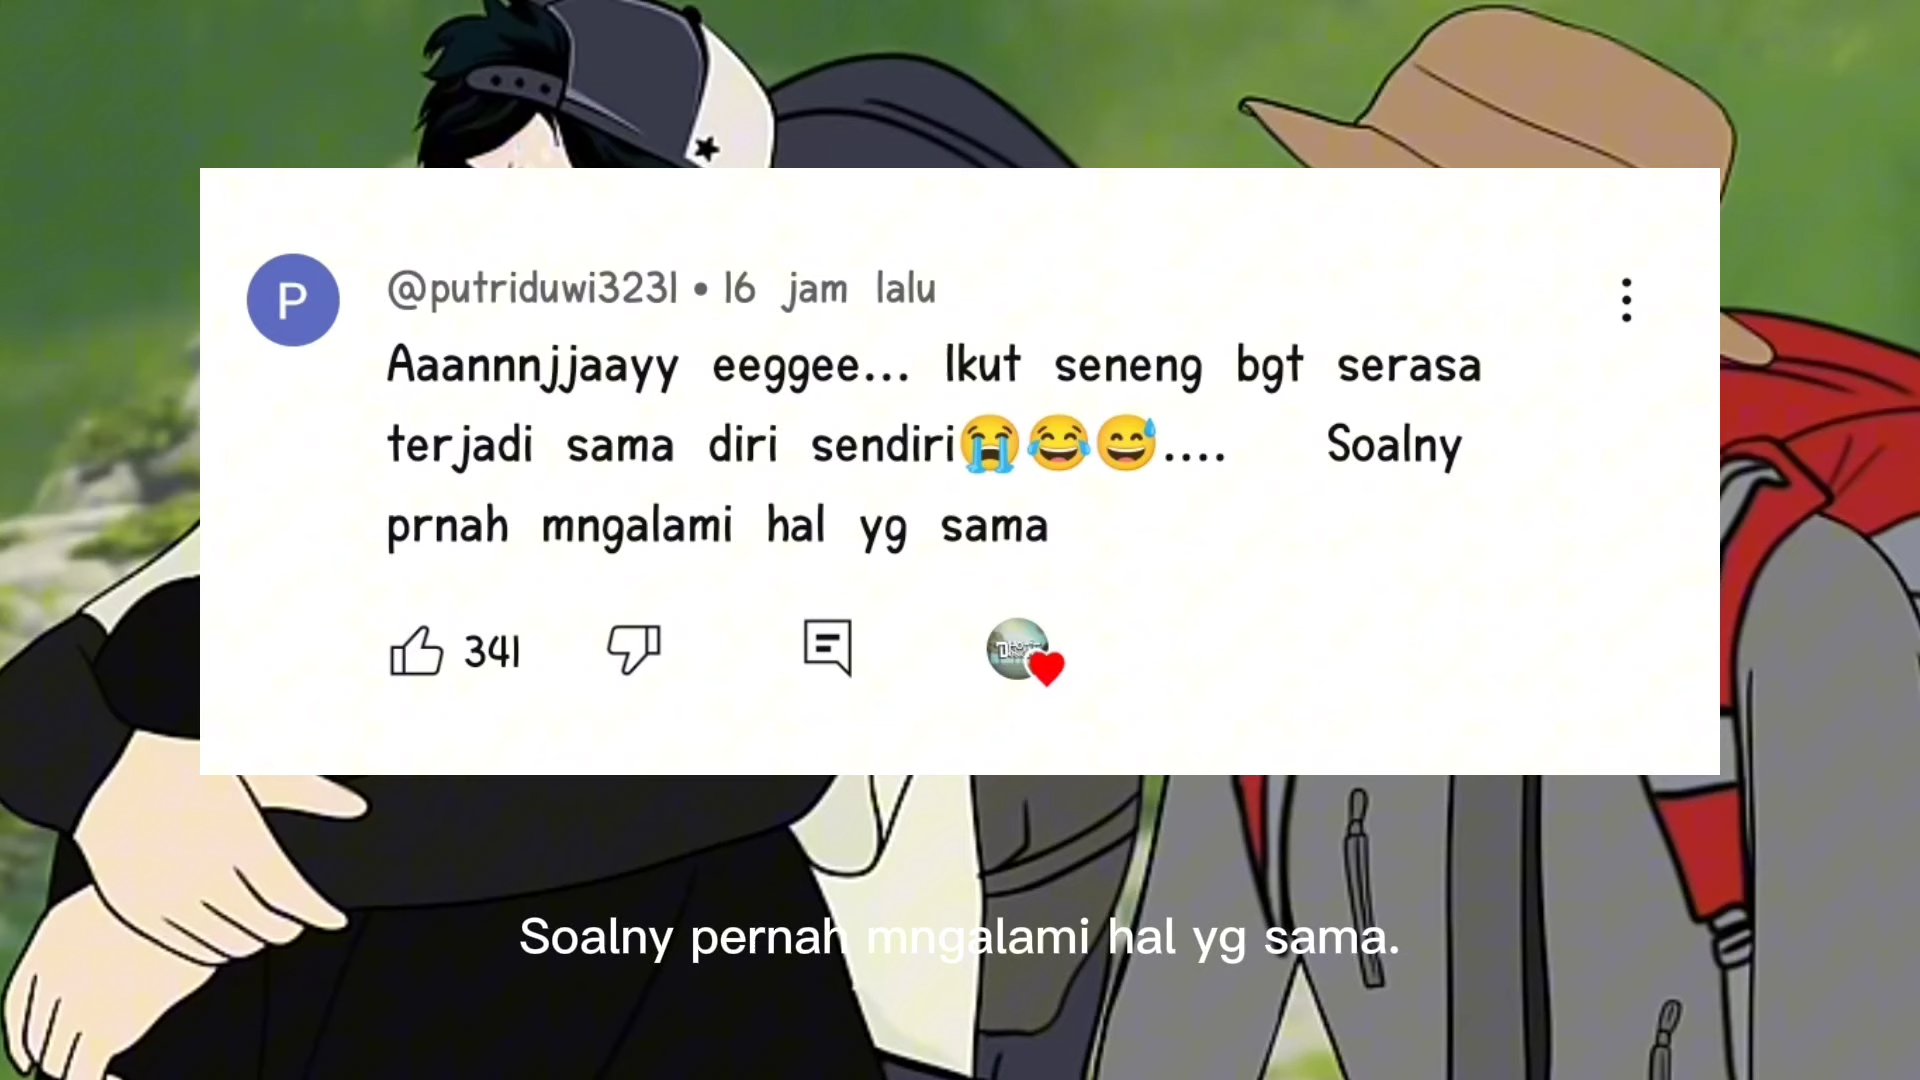 P
@putriduwi3231 • 16 jam lalu
Aaannnjjaayy eeggee... Ikut seneng bgt serasa
terjadi sama diri sendiri😭😂😅.... Soalny
prnah mngalami hal yg sama
341
Soalny pernah mngalami hal yg sama.